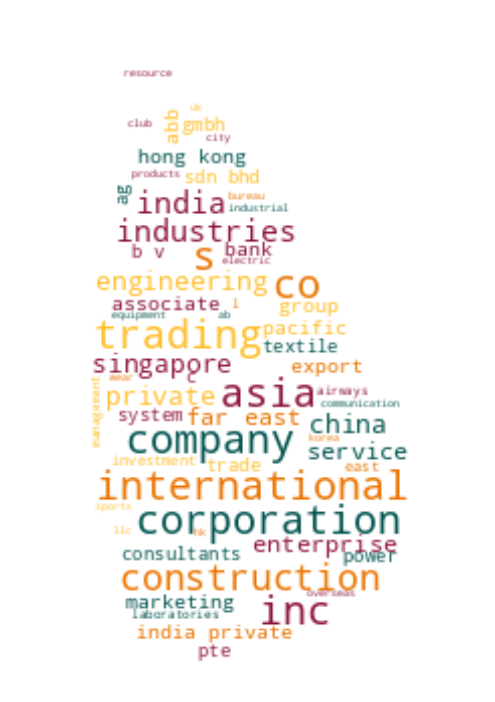 resource
uk
club abb gmbh
city
hong kong
products sdn bhd
ag india bureau
industrial
industries
b v s bank
electric
engineering co
associate l group
equipment ab
trading pacific
textile
singapore export
wear c
management private asia airways
communication
system far east china
company korea
service
investment trade east
international
sports
corporation
llc hk
enterprise
consultants power
construction
overseas
marketing inc
laboratories
india private
pte